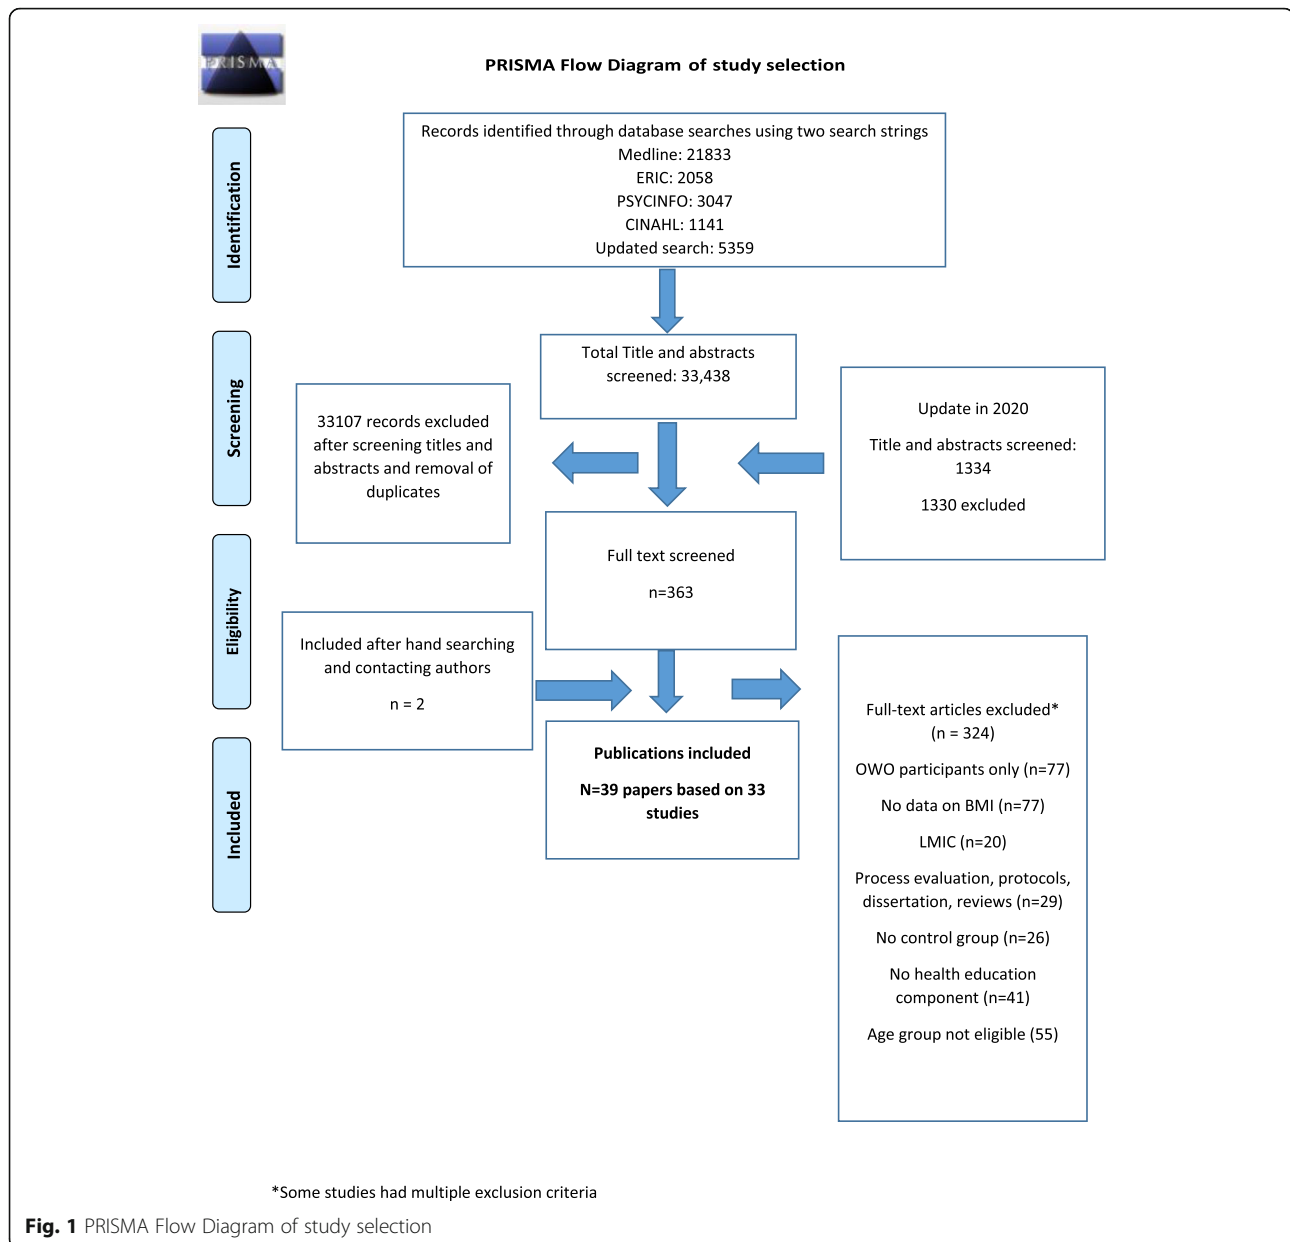 PRISMA
PRISMA Flow Diagram of study selection
Identification
Records identified through database searches using two search strings
Medline: 21833
ERIC: 2058
PSYCINFO: 3047
CINAHL: 1141
Updated search: 5359
Screening
Total Title and abstracts
screened: 33,438
33107 records excluded
after screening titles and
abstracts and removal of
duplicates
Update in 2020
Title and abstracts screened:
1334
1330 excluded
Eligibility
Full text screened
n=363
Included after hand searching
and contacting authors
n = 2
Included
Publications included
N=39 papers based on 33
studies
Full-text articles excluded*
(n = 324)
OWO participants only (n=77)
No data on BMI (n=77)
LMIC (n=20)
Process evaluation, protocols,
dissertation, reviews (n=29)
No control group (n=26)
No health education
component (n=41)
Age group not eligible (55)
*Some studies had multiple exclusion criteria
Fig. 1 PRISMA Flow Diagram of study selection